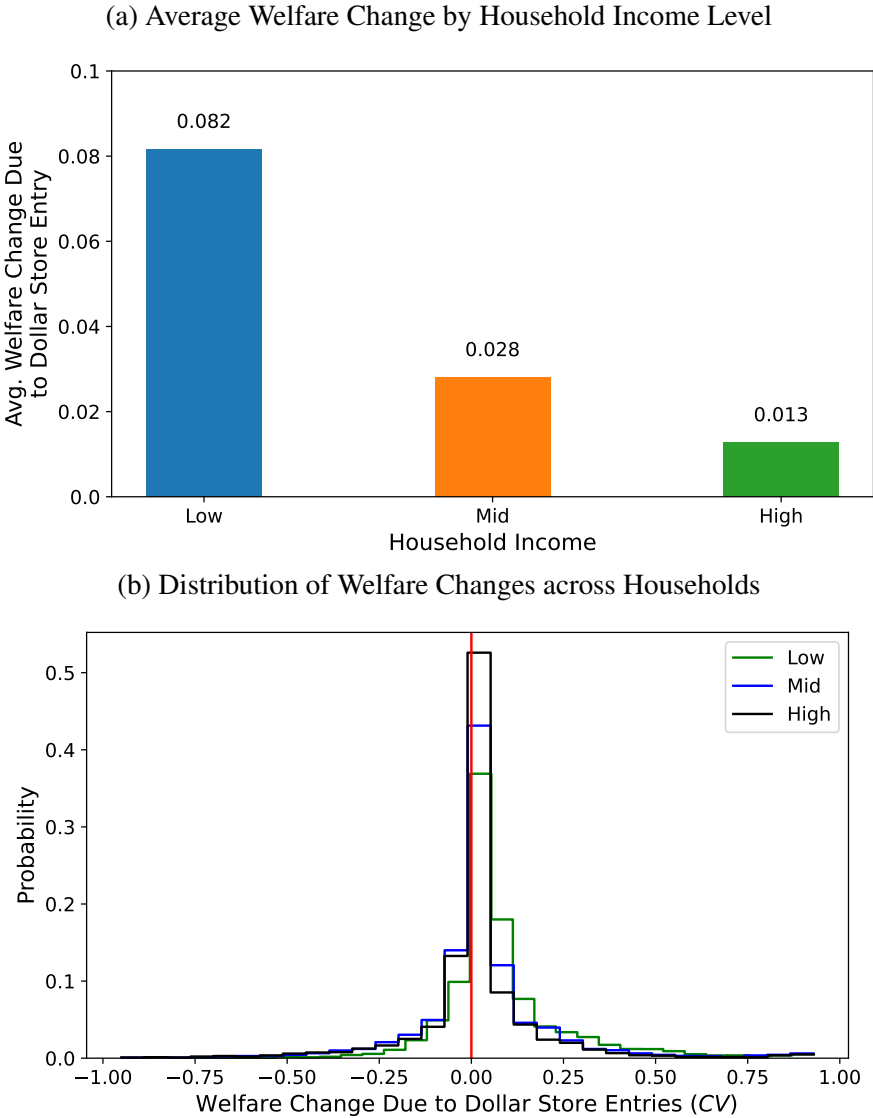 (a) Average Welfare Change by Household Income Level
Avg. Welfare Change Due
to Dollar Store Entry
0.1
0.08
0.06
0.04
0.02
0.0
0.082
0.028
0.013
Low
Mid
High
Household Income
(b) Distribution of Welfare Changes across Households
Probability
0.5
0.4
0.3
0.2
0.1
0.0
Low
Mid
High
−1.00
−0.75
−0.50
−0.25
0.00
0.25
0.50
0.75
1.00
Welfare Change Due to Dollar Store Entries (CV)